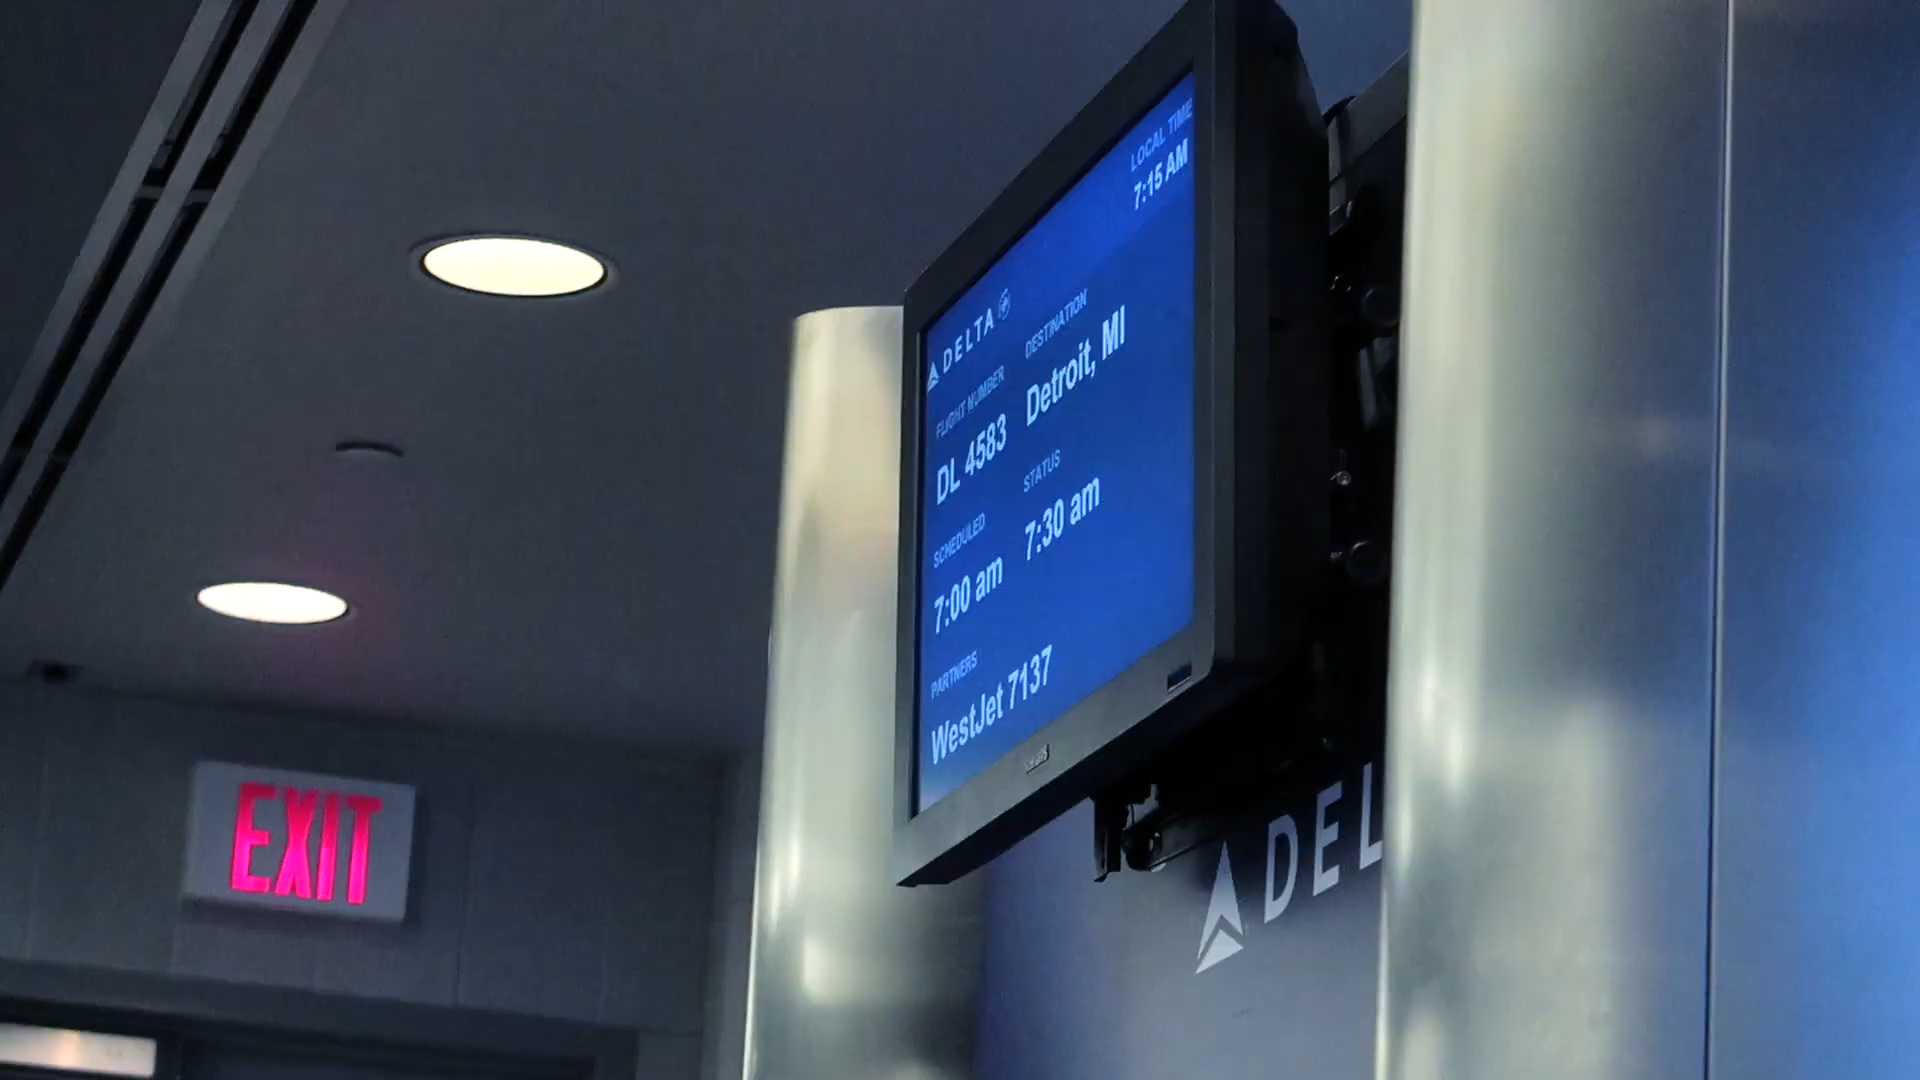 LOCAL TIME
7:15 AM
DELTA
FLIGHT NUMBER
DL 4583
DESTINATION
Detroit, MI
SCHEDULED
7:00 am
STATUS
7:30 am
PARTNERS
WestJet 7137
EXIT
DEL